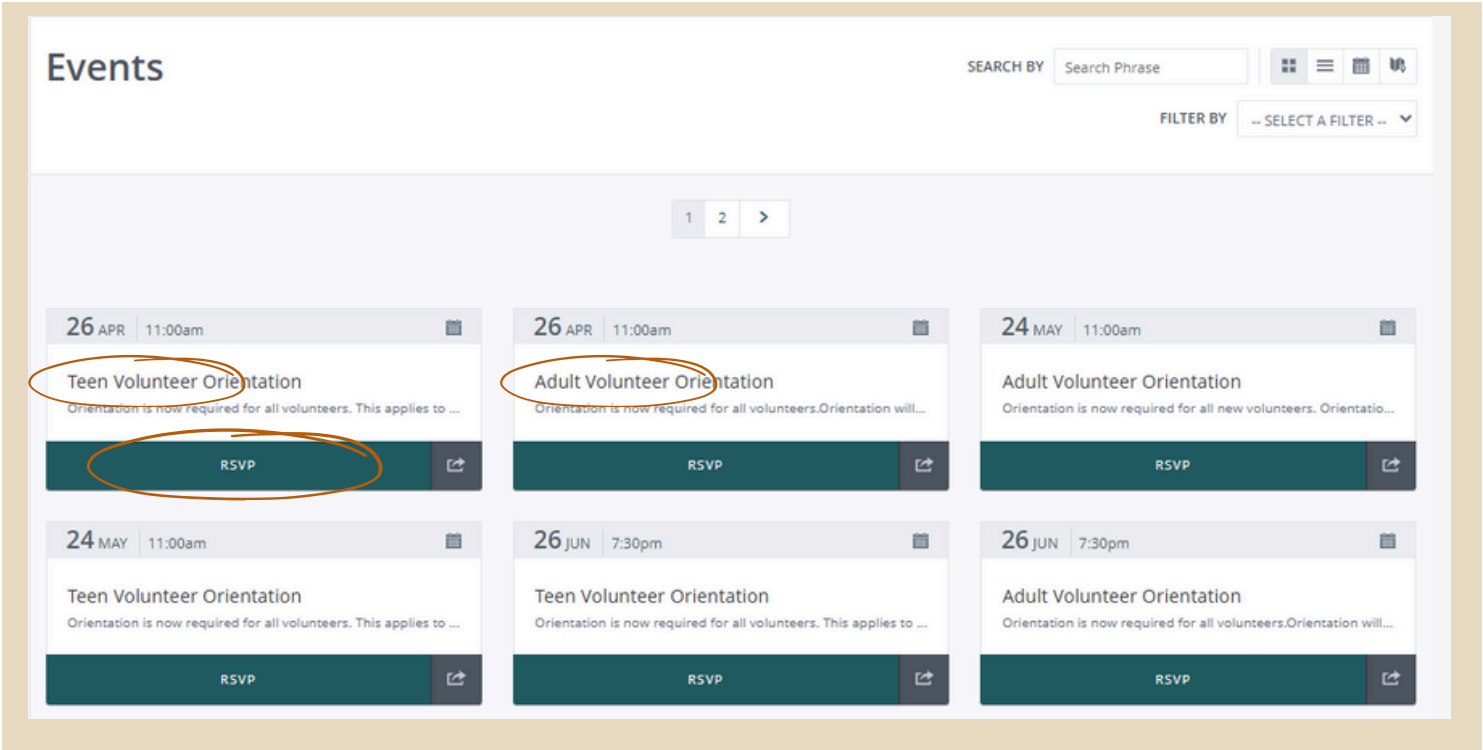 Events
SEARCH BY Search Phrase
FILTER BY -- SELECT A FILTER --
1 2
26 APR 11:00am
Teen Volunteer Orientation
Orientation is now required for all volunteers. This applies to ...
RSVP
26 APR 11:00am
Adult Volunteer Orientation
Orientation is now required for all volunteers.Orientation will...
RSVP
24 MAY 11:00am
Adult Volunteer Orientation
Orientation is now required for all new volunteers. Orientatio...
RSVP
24 MAY 11:00am
Teen Volunteer Orientation
Orientation is now required for all volunteers. This applies to ...
RSVP
26 JUN 7:30pm
Teen Volunteer Orientation
Orientation is now required for all volunteers. This applies to ...
RSVP
26 JUN 7:30pm
Adult Volunteer Orientation
Orientation is now required for all volunteers.Orientation will...
RSVP